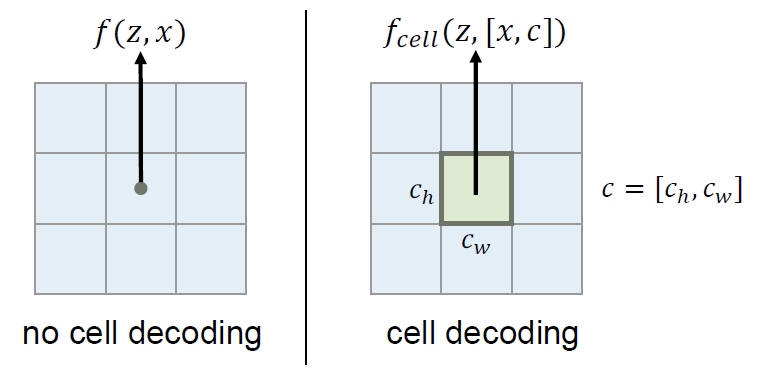 f(z, x)
no cell decoding
f_{cell}(z, [x, c])
c_h
c_w
c = [c_h, c_w]
cell decoding